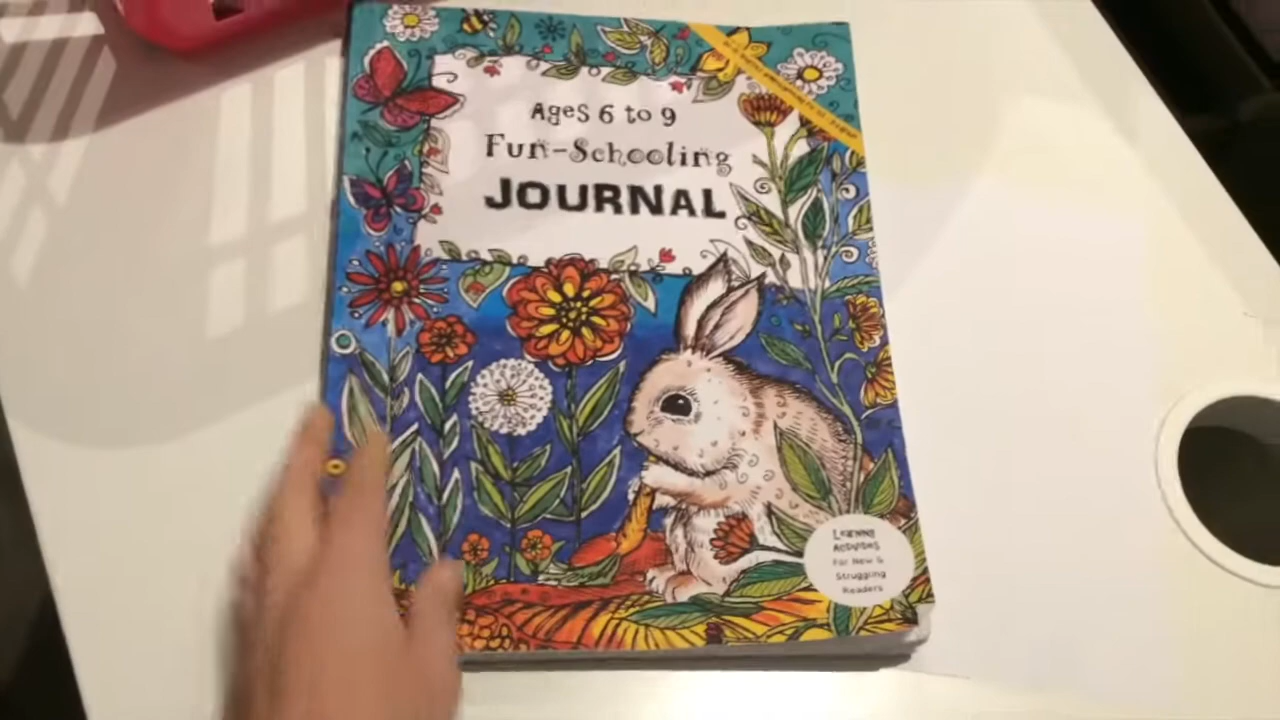 Ages 6 to 9
Fun-Schooling
JOURNAL
Learning
Activities
For New &
Struggling
Readers